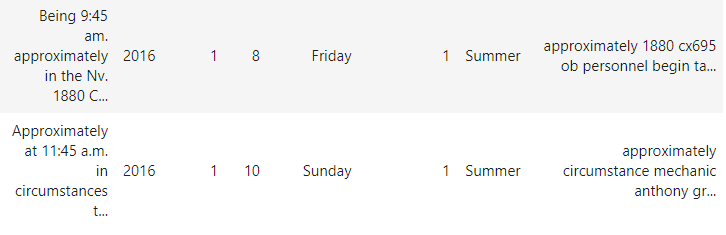 Being 9:45
am.
approximately
in the Nv.
1880 C...
2016 1 8 Friday 1 Summer
approximately 1880 cx695
ob personnel begin ta...
Approximately
at 11:45 a.m.
in
circumstances
t...
2016 1 10 Sunday 1 Summer
approximately
circumstance mechanic
anthony gr...